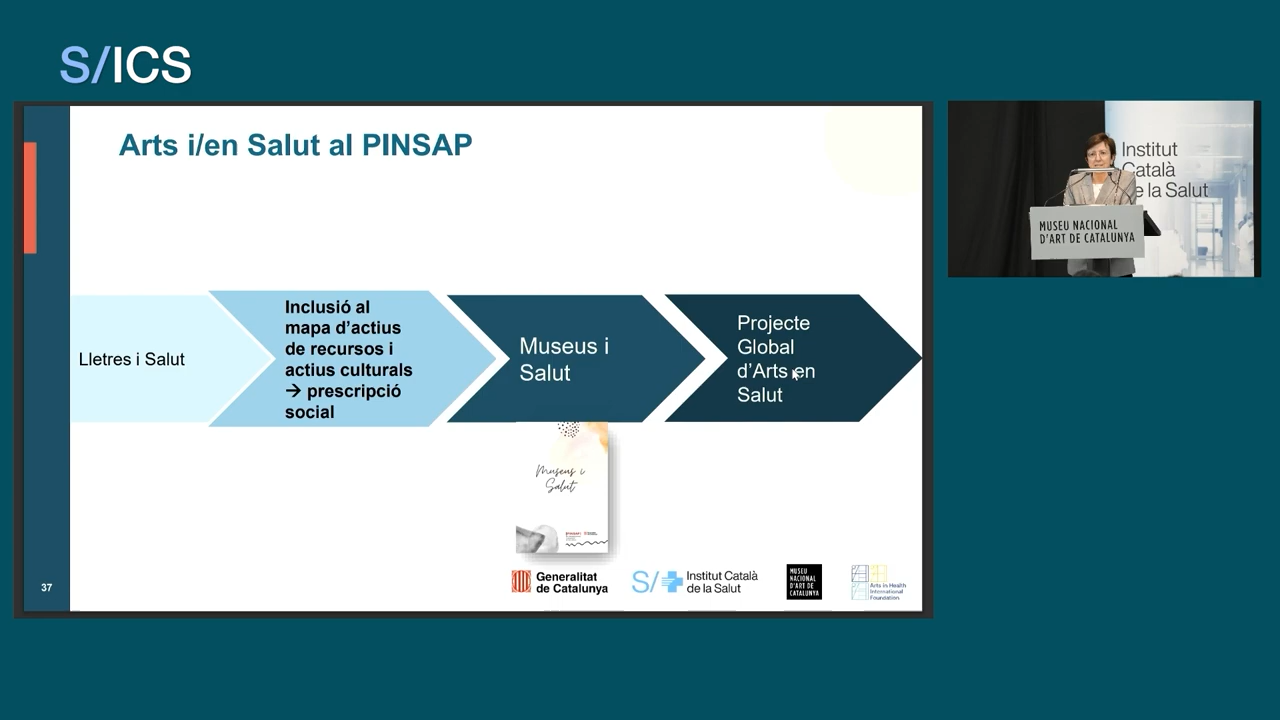 S/ICS
Arts i/en Salut al PINSAP
Lletres i Salut
Inclusió al
mapa d'actius
de recursos i
actius culturals
→ prescripció
social
Museus i
Salut
Projecte
Global
d'Arts en
Salut
Museus i
Salut
37
Generalitat
de Catalunya
S/
Institut Català
de la Salut
MUSEU
NACIONAL
D'ART DE
CATALUNYA
Arts in Health
International
Foundation
Institut
Català
de la Salut
MUSEU NACIONAL
D'ART DE CATALUNYA